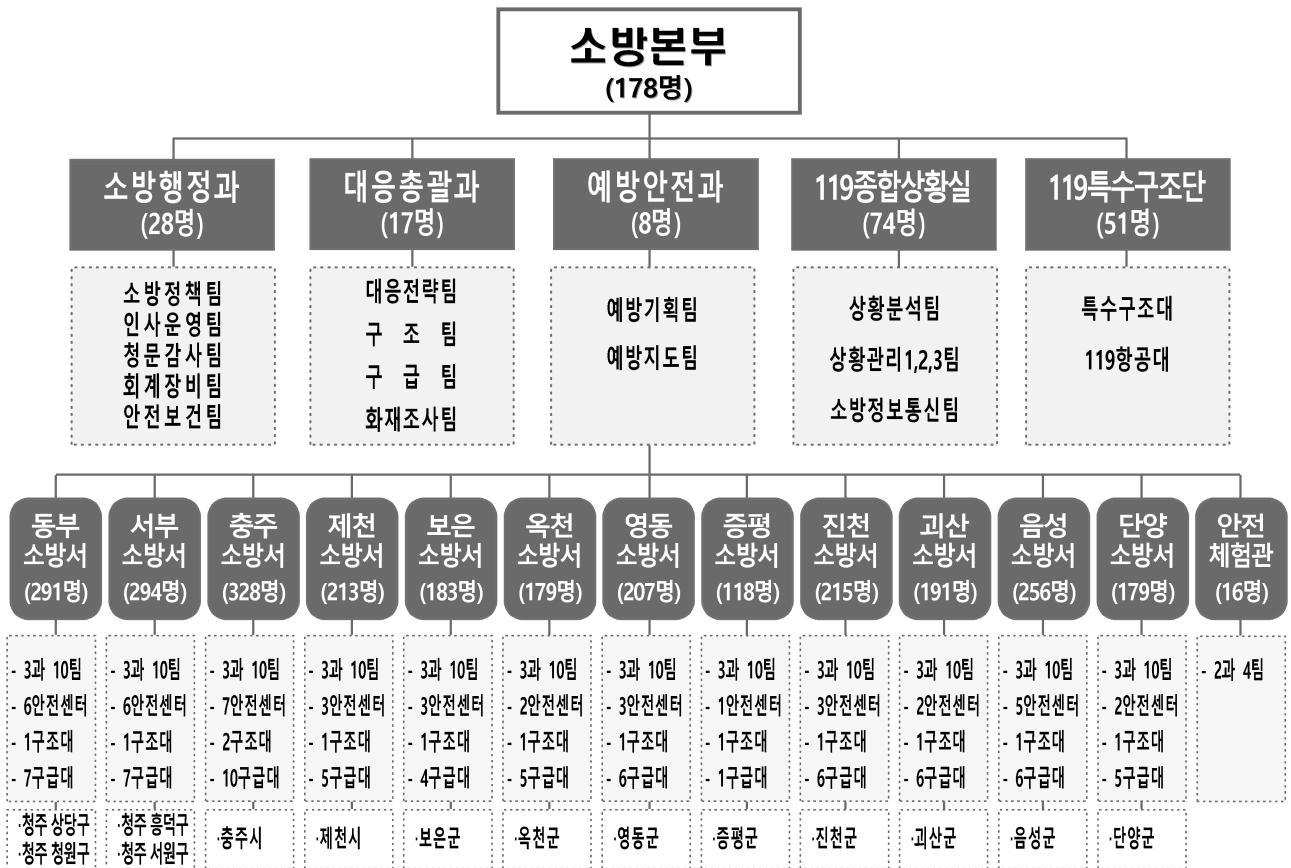 소방본부
(178명)
소방행정과
(28명)
대응총괄과
(17명)
예방안전과
(8명)
119종합상황실
(74명)
119특수구조단
(51명)
소방정책팀
인사운영팀
청문감사팀
회계장비팀
안전보건팀
대응전략팀
구 조 팀
구 급 팀
화재조사팀
예방기획팀
예방지도팀
상황분석팀
상황관리1,2,3팀
소방정보통신팀
특수구조대
119항공대
동부
소방서
(291명)
서부
소방서
(294명)
충주
소방서
(328명)
제천
소방서
(213명)
보은
소방서
(183명)
옥천
소방서
(179명)
영동
소방서
(207명)
증평
소방서
(118명)
진천
소방서
(215명)
괴산
소방서
(191명)
음성
소방서
(256명)
단양
소방서
(179명)
안전
체험관
(16명)
- 3과 10팀
- 6안전센터
- 1구조대
- 7구급대
- 3과 10팀
- 6안전센터
- 1구조대
- 7구급대
- 3과 10팀
- 7안전센터
- 2구조대
- 10구급대
- 3과 10팀
- 3안전센터
- 1구조대
- 5구급대
- 3과 10팀
- 3안전센터
- 1구조대
- 4구급대
- 3과 10팀
- 2안전센터
- 1구조대
- 5구급대
- 3과 10팀
- 3안전센터
- 1구조대
- 6구급대
- 3과 10팀
- 1안전센터
- 1구조대
- 1구급대
- 3과 10팀
- 3안전센터
- 1구조대
- 6구급대
- 3과 10팀
- 2안전센터
- 1구조대
- 6구급대
- 3과 10팀
- 5안전센터
- 1구조대
- 6구급대
- 3과 10팀
- 2안전센터
- 1구조대
- 5구급대
- 2과 4팀
·청주 상당구
·청주 청원구
·청주 흥덕구
·청주 서원구
·충주시
·제천시
·보은군
·옥천군
·영동군
·증평군
·진천군
·괴산군
·음성군
·단양군